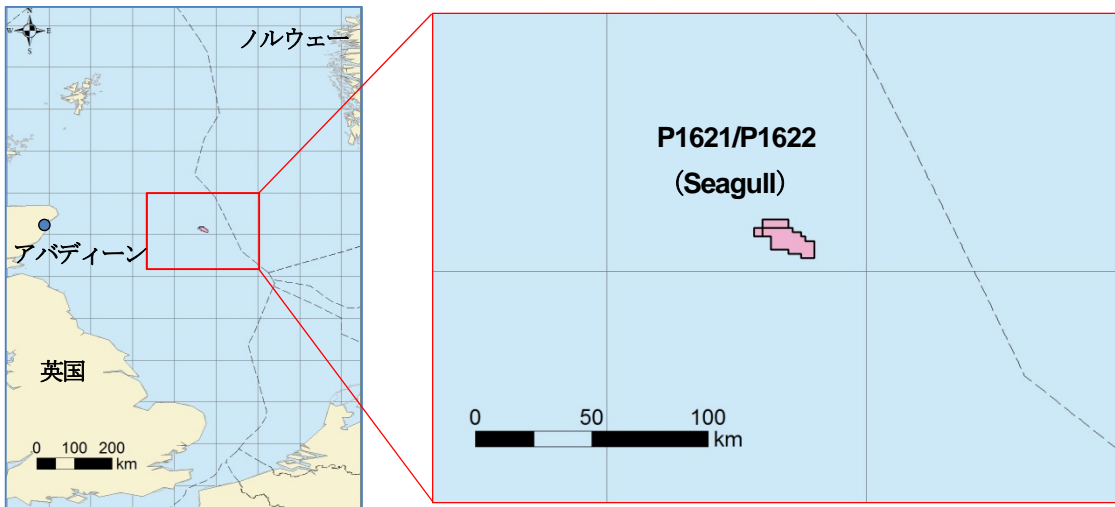 N
W
E
S
ノルウェー
アバディーン
英国
0 100 200
km
P1621/P1622
（Seagull）
0 50 100
km